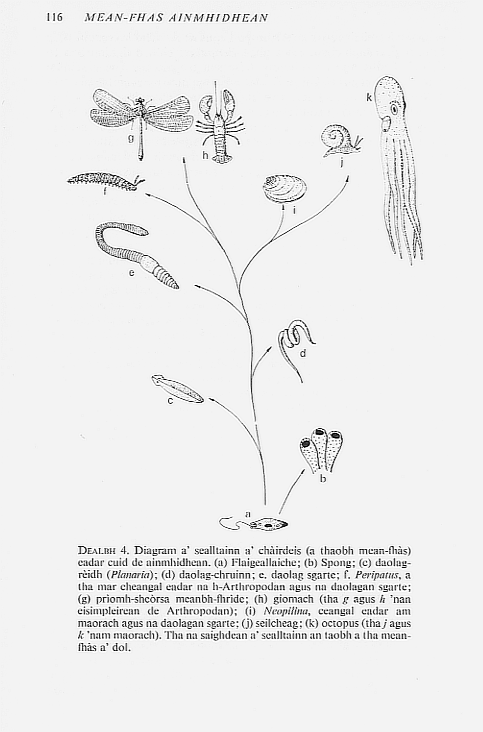 116 MEAN-FHAS AINMHIDHEAN
k
g
h
j
f
i
e
d
c
b
a
DEALBH 4. Diagram a' sealltainn a' chàirdeis (a thaobh mean-fhàs)
eadar cuid de ainmhidhean. (a) Flaigeallaiche; (b) Spong; (c) daolag-
rèidh (Planaria); (d) daolag-chruinn; e. daolag sgarte; f. Peripatus, a
tha mar cheangal eadar na h-Arthropodan agus na daolagan sgarte;
(g) prìomh-sheòrsa meanbh-fhrìde; (h) giomach (tha g agus h 'nan
eisimpleirean de Arthropodan); (i) Neopilina, ceangal eadar am
maorach agus na daolagan sgarte; (j) seilcheag; (k) octopus (tha j agus
k 'nam maorach). Tha na saighdean a' sealltainn an taobh a tha mean-
fhàs a' dol.